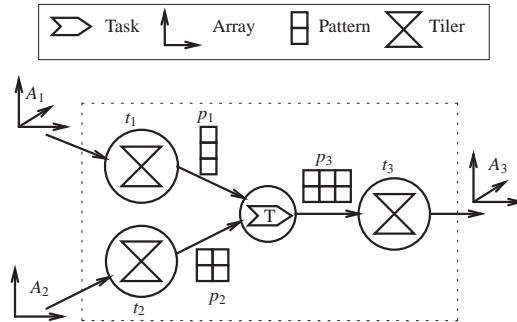 Task Array Pattern Tiler
A1
t1
p1
p3
t3
A3
T
A2
p2
t2